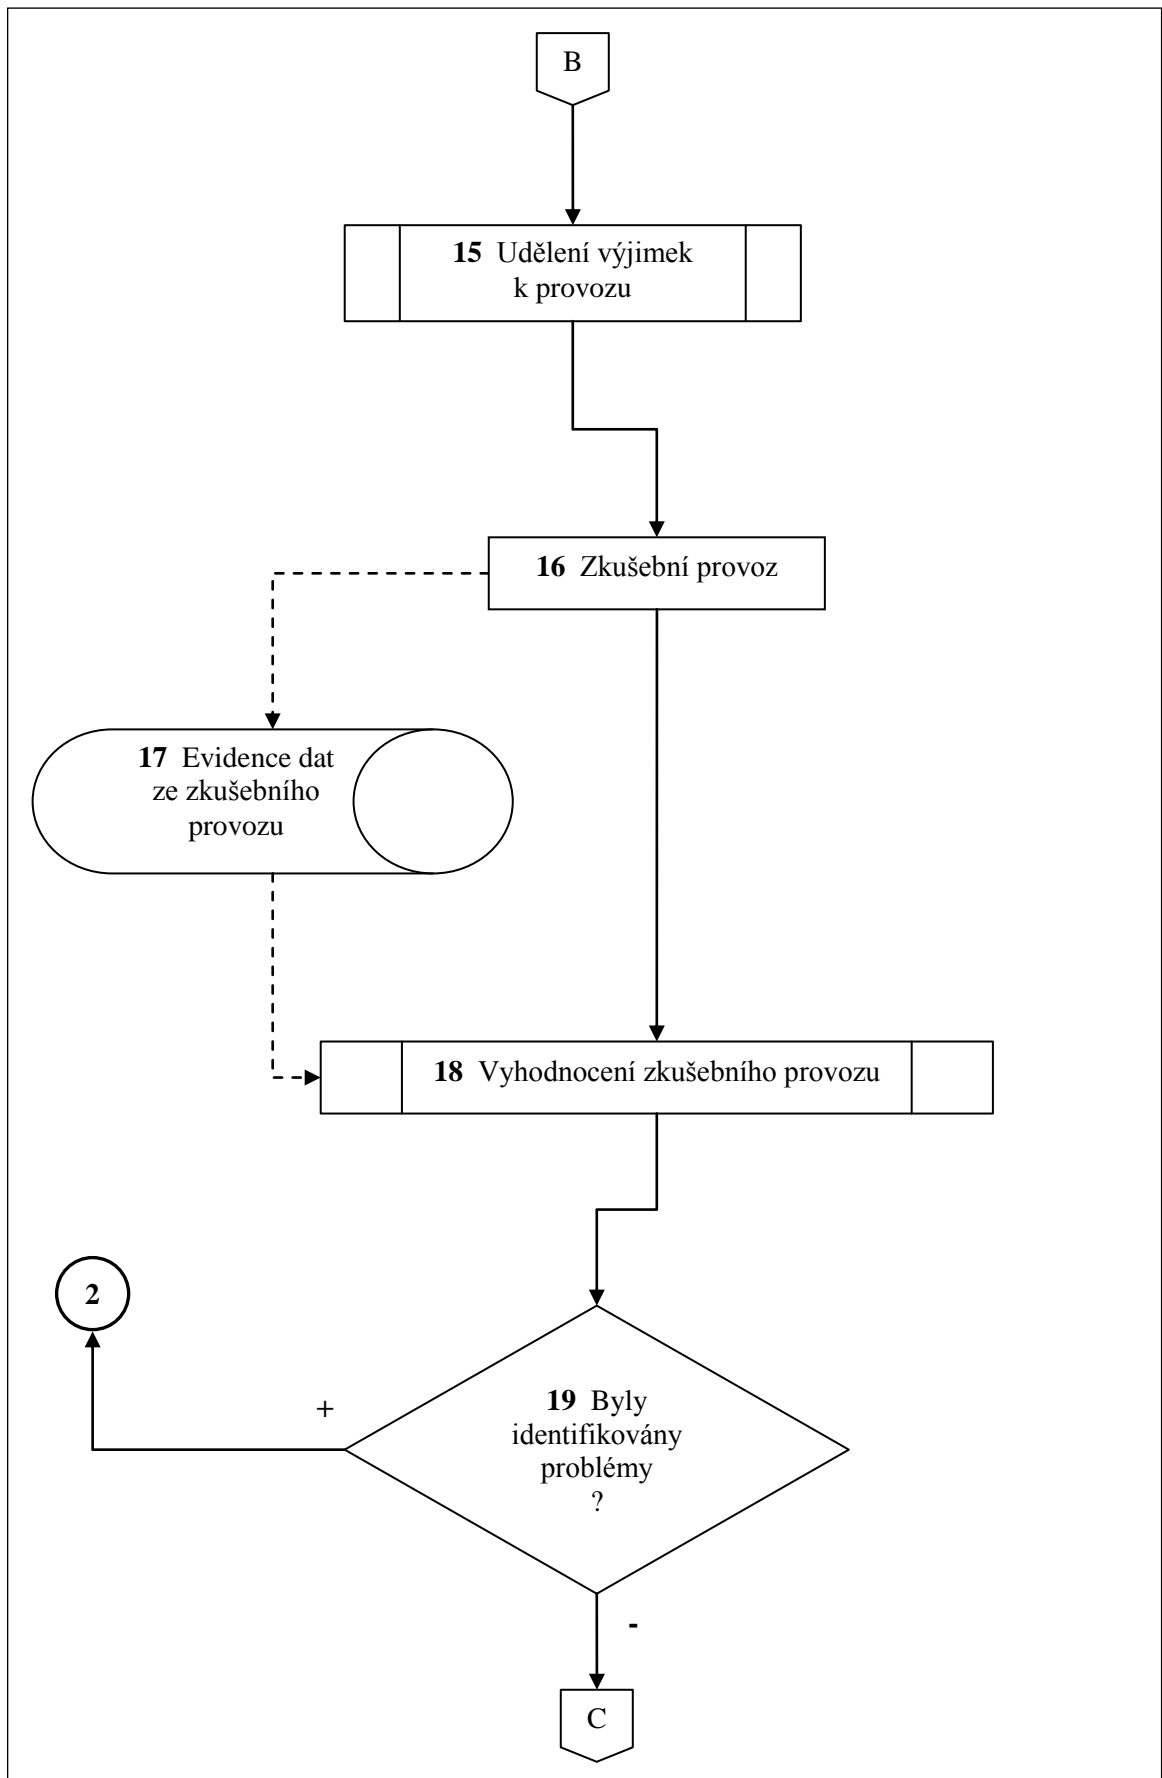 B
15 Udělení výjimek
k provozu
16 Zkušební provoz
17 Evidence dat
ze zkušebního
provozu
18 Vyhodnocení zkušebního provozu
2
+
19 Byly
identifikovány
problémy
?
-
C